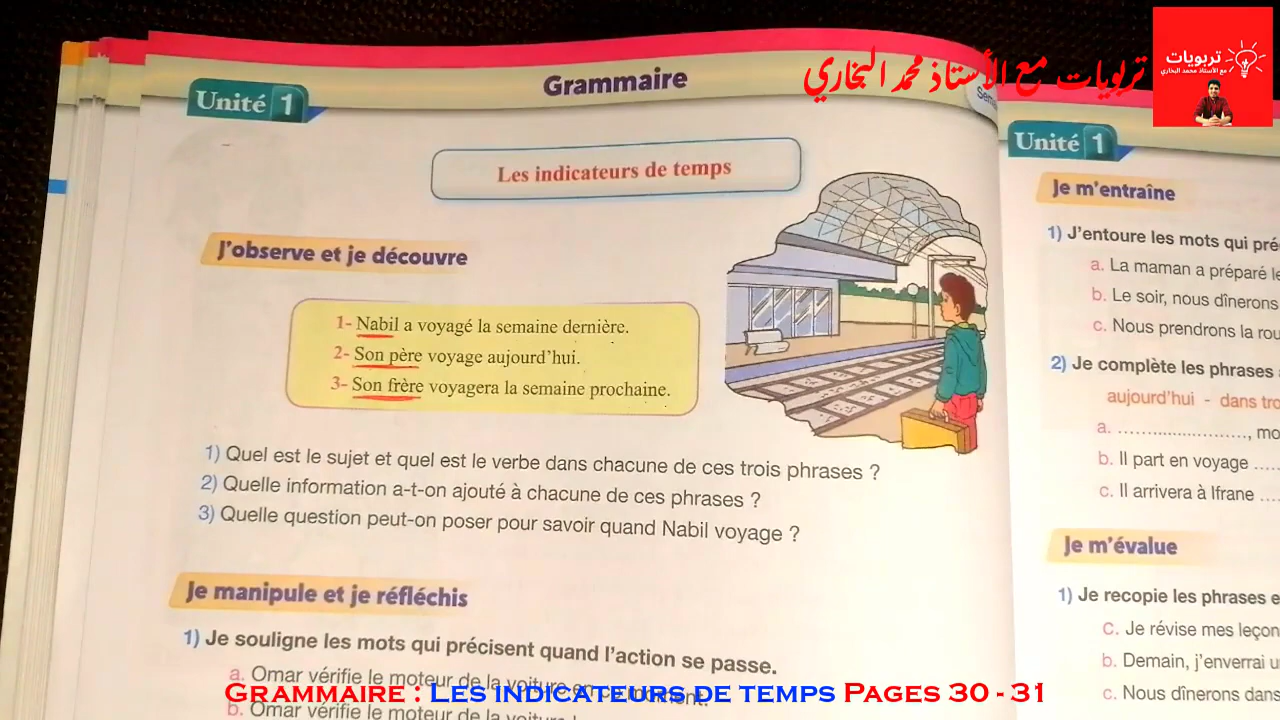 تربويات مع الأستاذ محمد البخاري
تربويات
مع الأستاذ محمد البخاري
Unité 1
Grammaire
Les indicateurs de temps
J'observe et je découvre
1- Nabil a voyagé la semaine dernière.
2- Son père voyage aujourd'hui.
3- Son frère voyagera la semaine prochaine.
1) Quel est le sujet et quel est le verbe dans chacune de ces trois phrases ?
2) Quelle information a-t-on ajouté à chacune de ces phrases ?
3) Quelle question peut-on poser pour savoir quand Nabil voyage ?
Je manipule et je réfléchis
1) Je souligne les mots qui précisent quand l'action se passe.
a. Omar vérifie le moteur de la voiture en ce moment.
b. Omar vérifie le moteur de la voiture
Unité 1
Je m'entraîne
1) J'entoure les mots qui
a. La maman a préparé
b. Le soir, nous dînerons
c. Nous prendrons la
2) Je complète les phrases
aujourd'hui - dans
a. ......................,
b. Il part en voyage .....
c. Il arrivera à Ifrane ....
Je m'évalue
1) Je recopie les phrases
c. Je révise mes
b. Demain, j'enverrai
c. Nous dînerons dans
Grammaire : Les indicateurs de temps Pages 30 - 31